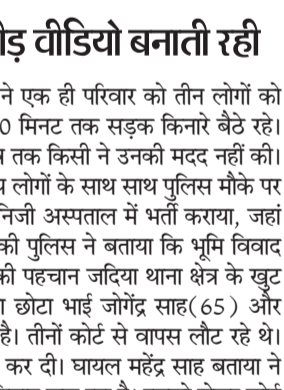 वीडियो बनाती रही
ने एक ही परिवार को तीन लोगों को
0 मिनट तक सड़क किनारे बैठे रहे।
तक किसी ने उनकी मदद नहीं की।
लोगों के साथ साथ पुलिस मौके पर
निजी अस्पताल में भर्ती कराया, जहां
की पुलिस ने बताया कि भूमि विवाद
की पहचान जदिया थाना क्षेत्र के खुट
छोटा भाई जोगेंद्र साह(65) और
है। तीनों कोर्ट से वापस लौट रहे थे।
कर दी। घायल महेंद्र साह बताया ने